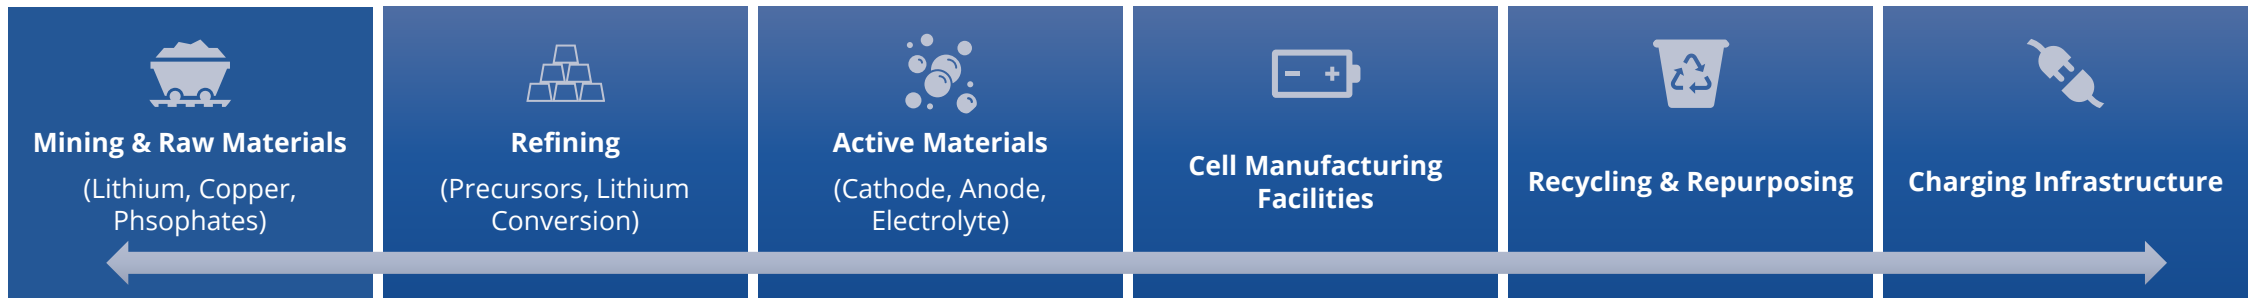 Mining & Raw Materials
(Lithium, Copper,
Phsophates)
Refining
(Precursors, Lithium
Conversion)
Active Materials
(Cathode, Anode,
Electrolyte)
Cell Manufacturing
Facilities
Recycling & Repurposing
Charging Infrastructure